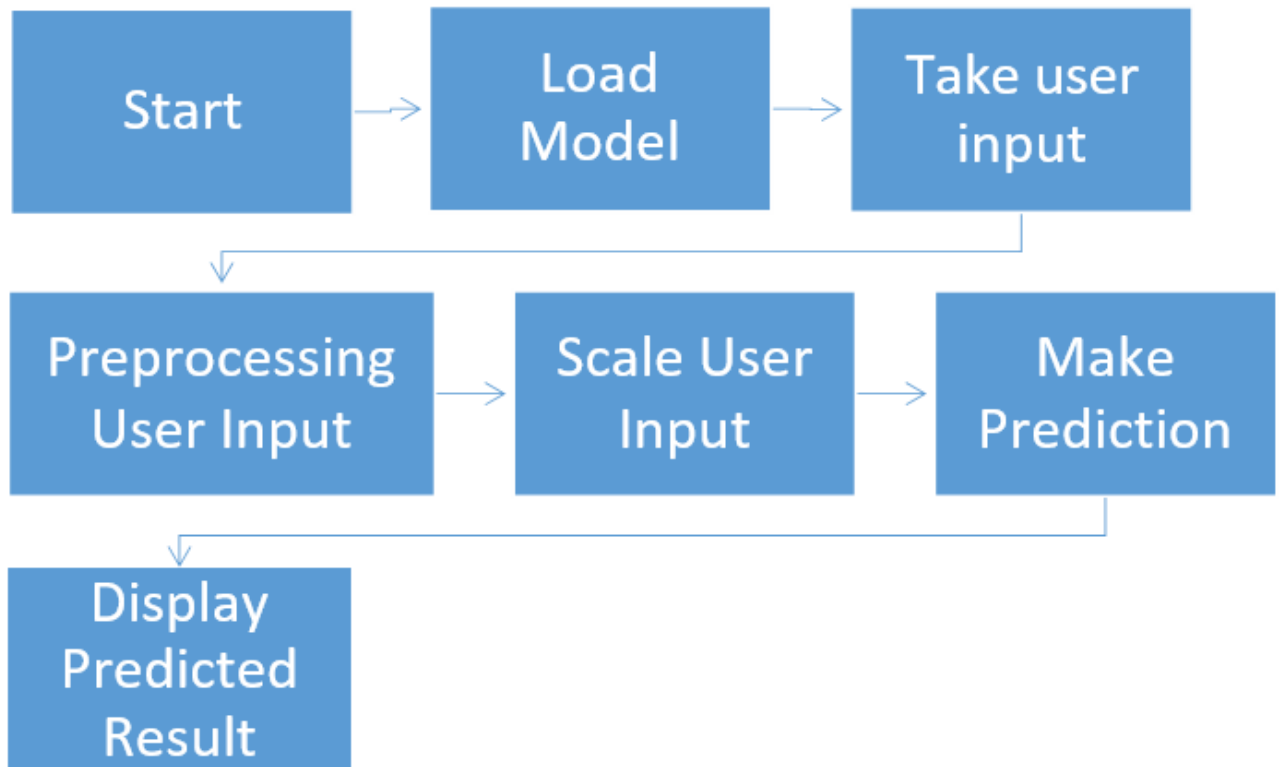 Start
Load
Model
Take user
input
Preprocessing
User Input
Scale User
Input
Make
Prediction
Display
Predicted
Result